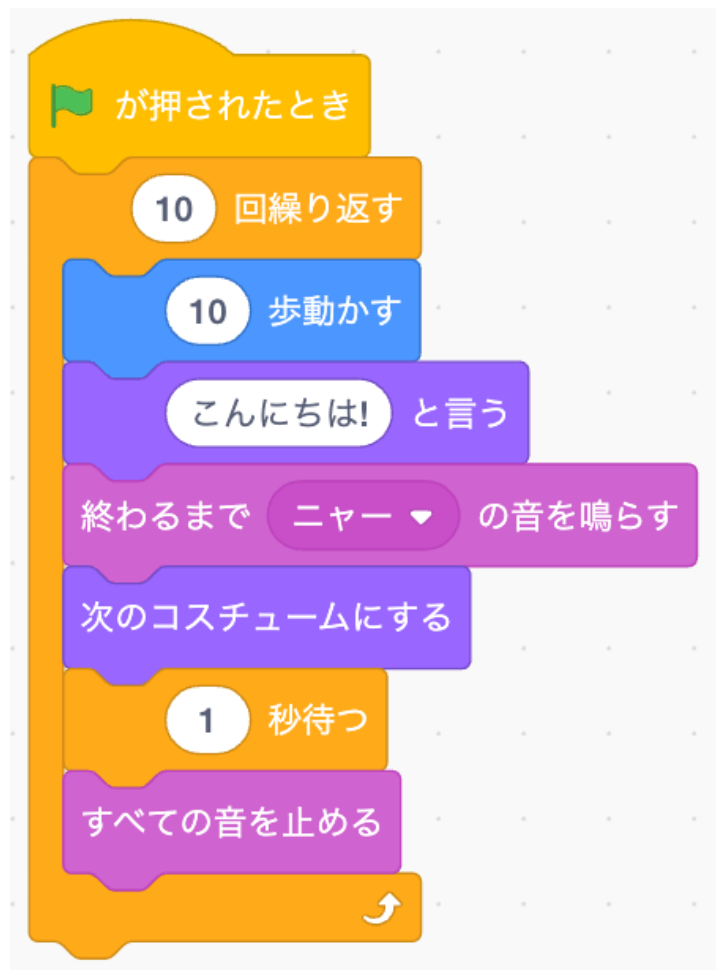 が押されたとき
10 回繰り返す
10 歩動かす
こんにちは! と言う
終わるまで ニャー の音を鳴らす
次のコスチュームにする
1 秒待つ
すべての音を止める